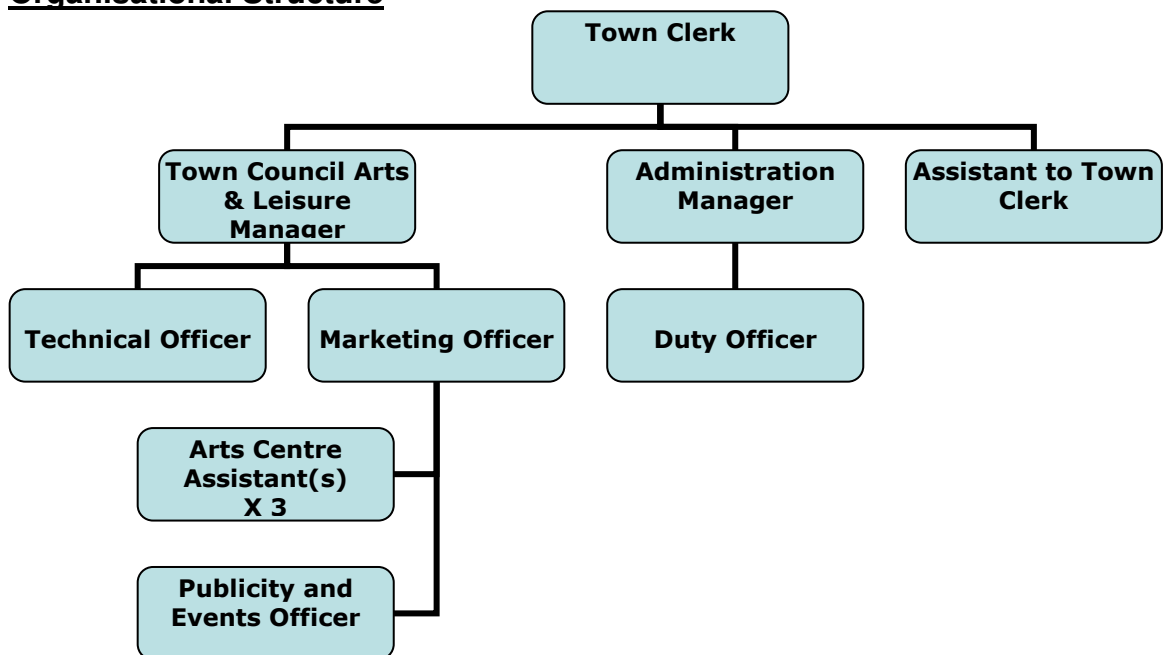 Organisational Structure
Town Clerk
Town Council Arts
& Leisure
Manager
Administration
Manager
Assistant to Town
Clerk
Technical Officer
Marketing Officer
Duty Officer
Arts Centre
Assistant(s)
X 3
Publicity and
Events Officer